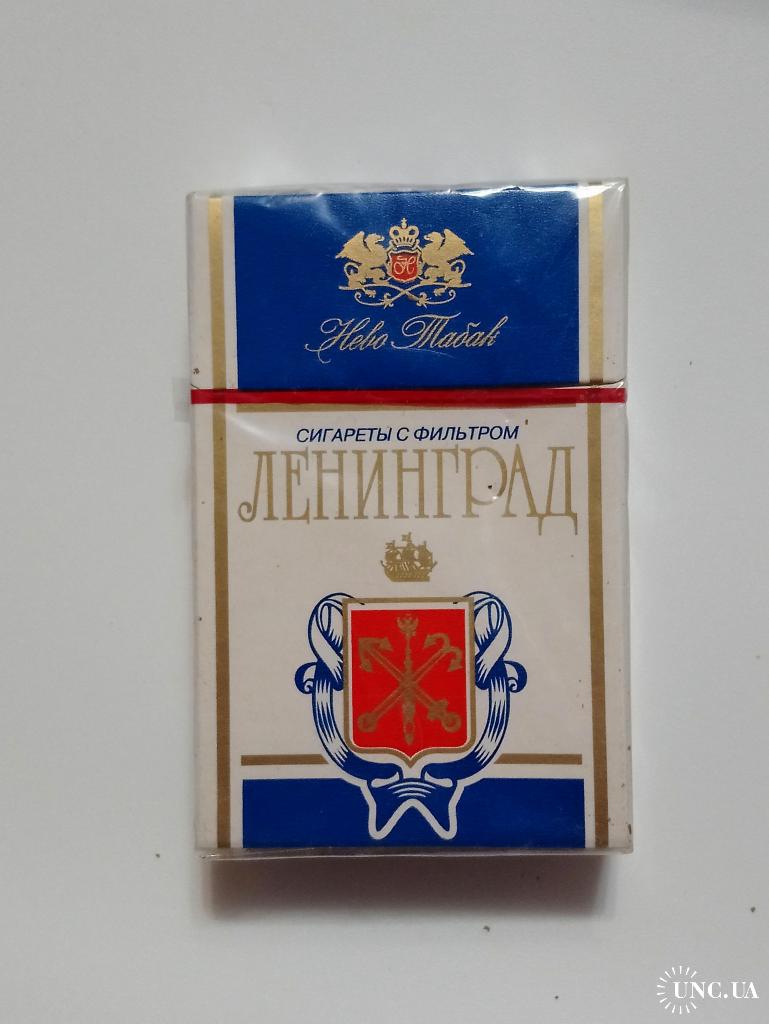 Н
Нево Табак
СИГАРЕТЫ С ФИЛЬТРОМ
ЛЕНИНГРАД
UNC.UA